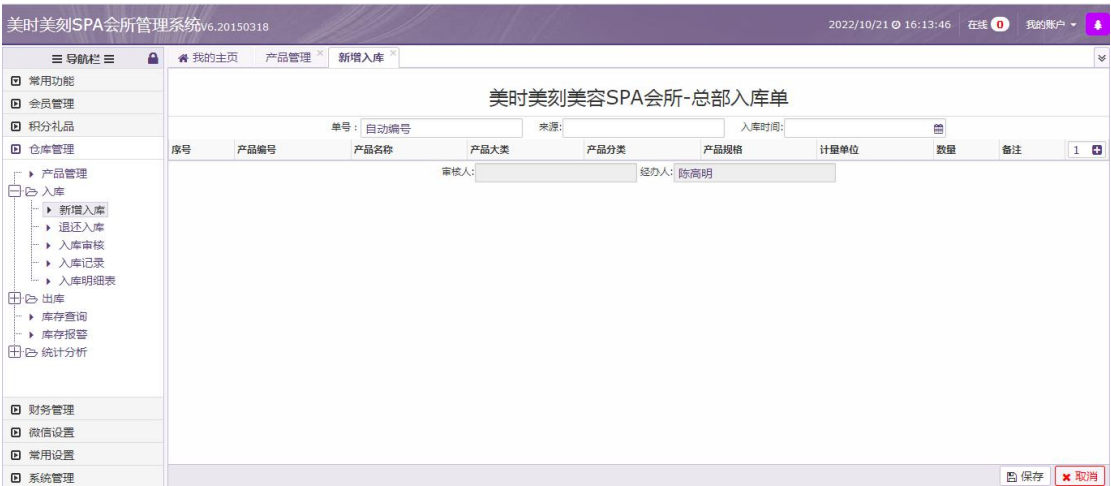 美时美刻SPA会所管理系统V6.20150318
2022/10/21 16:13:46 在线 0 我的账户
导航栏
我的主页 产品管理 新增入库
常用功能
会员管理
积分礼品
仓库管理
产品管理
入库
新增入库
退还入库
入库审核
入库记录
入库明细表
出库
库存查询
库存报警
统计分析
财务管理
微信设置
常用设置
系统管理
美时美刻美容SPA会所-总部入库单
单号: 自动编号 来源: 入库时间:
序号 产品编号 产品名称 产品大类 产品分类 产品规格 计量单位 数量 备注 1
审核人: 经办人: 陈高明
保存 取消